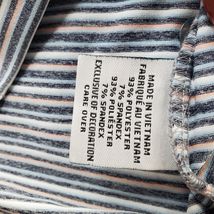 MADE IN VIETNAM
FABRIQUÉ AU VIETNAM
93% POLYESTER
7% SPANDEX
93% POLYESTER
7% SPANDEX
EXCLUSIVE OF DECORATION
CARE OVER